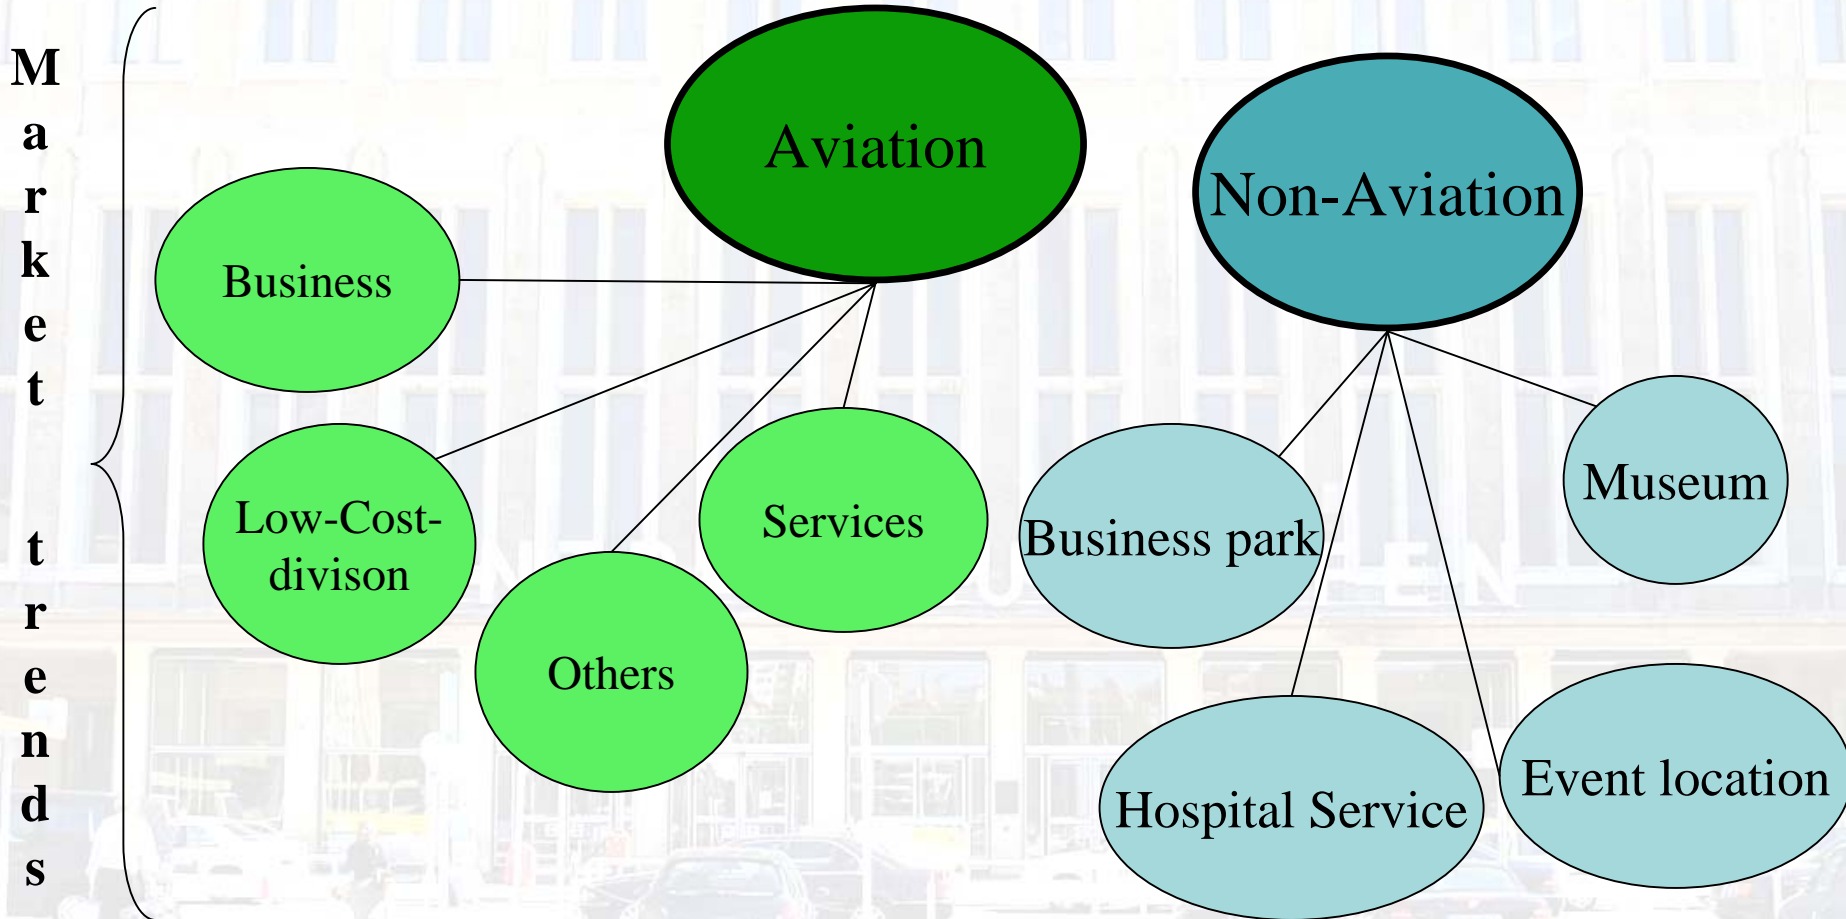 Market trends
Aviation
Non-Aviation
Business
Low-Cost-
divison
Others
Services
Business park
Museum
Hospital Service
Event location